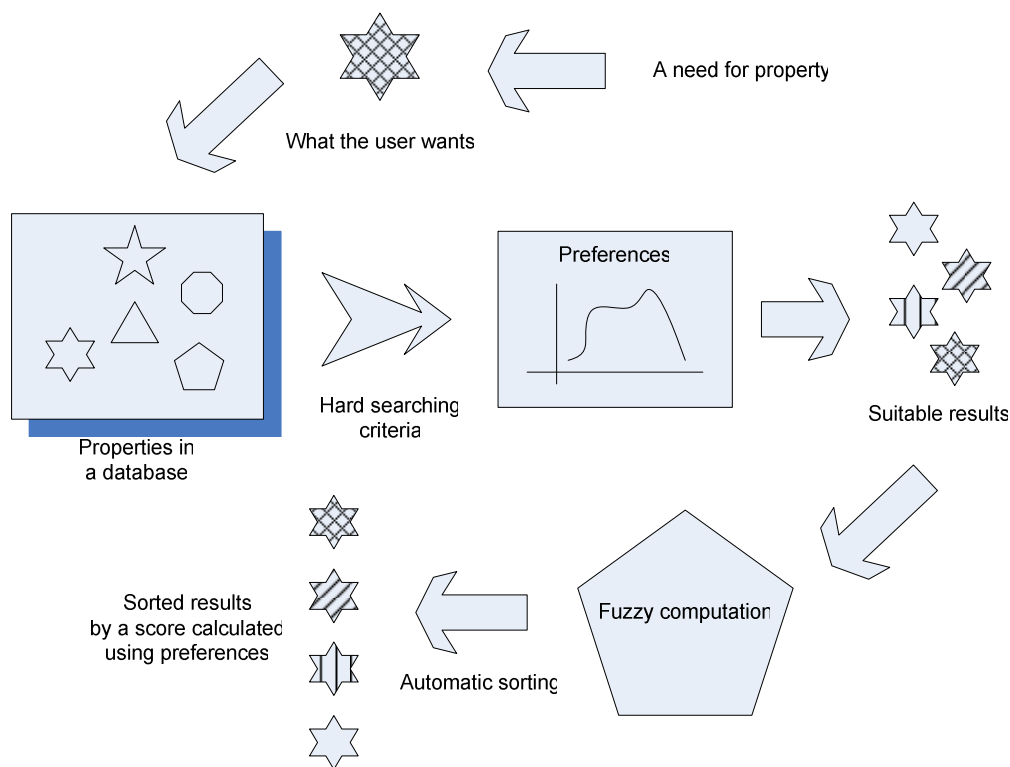 A need for property
What the user wants
Preferences
Hard searching
criteria
Suitable results
Properties in
a database
Fuzzy computation
Sorted results
by a score calculated
using preferences
Automatic sorting